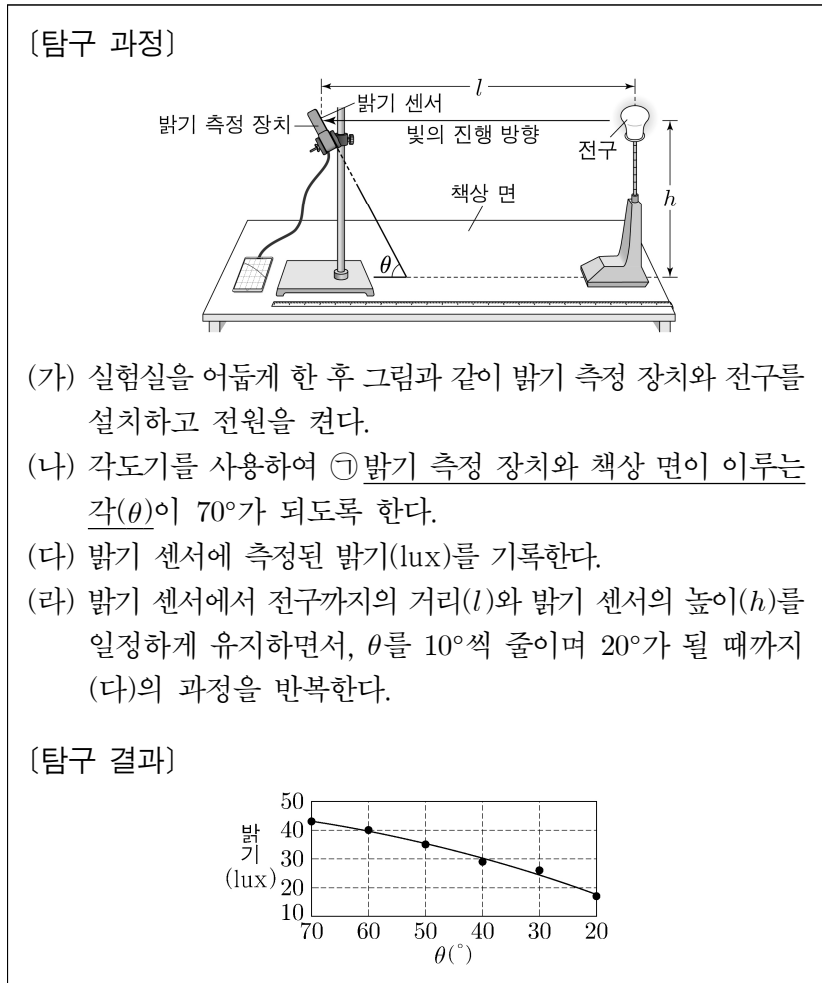 〔탐구 과정〕
l
밝기 센서
밝기 측정 장치
빛의 진행 방향
전구
책상 면
h
θ
(가) 실험실을 어둡게 한 후 그림과 같이 밝기 측정 장치와 전구를
설치하고 전원을 켠다.
(나) 각도기를 사용하여 ㉠밝기 측정 장치와 책상 면이 이루는
각(θ)이 70°가 되도록 한다.
(다) 밝기 센서에 측정된 밝기(lux)를 기록한다.
(라) 밝기 센서에서 전구까지의 거리(l)와 밝기 센서의 높이(h)를
일정하게 유지하면서, θ를 10°씩 줄이며 20°가 될 때까지
(다)의 과정을 반복한다.
〔탐구 결과〕
밝기
(lux)
50
40
30
20
10
70 60 50 40 30 20
θ(°)